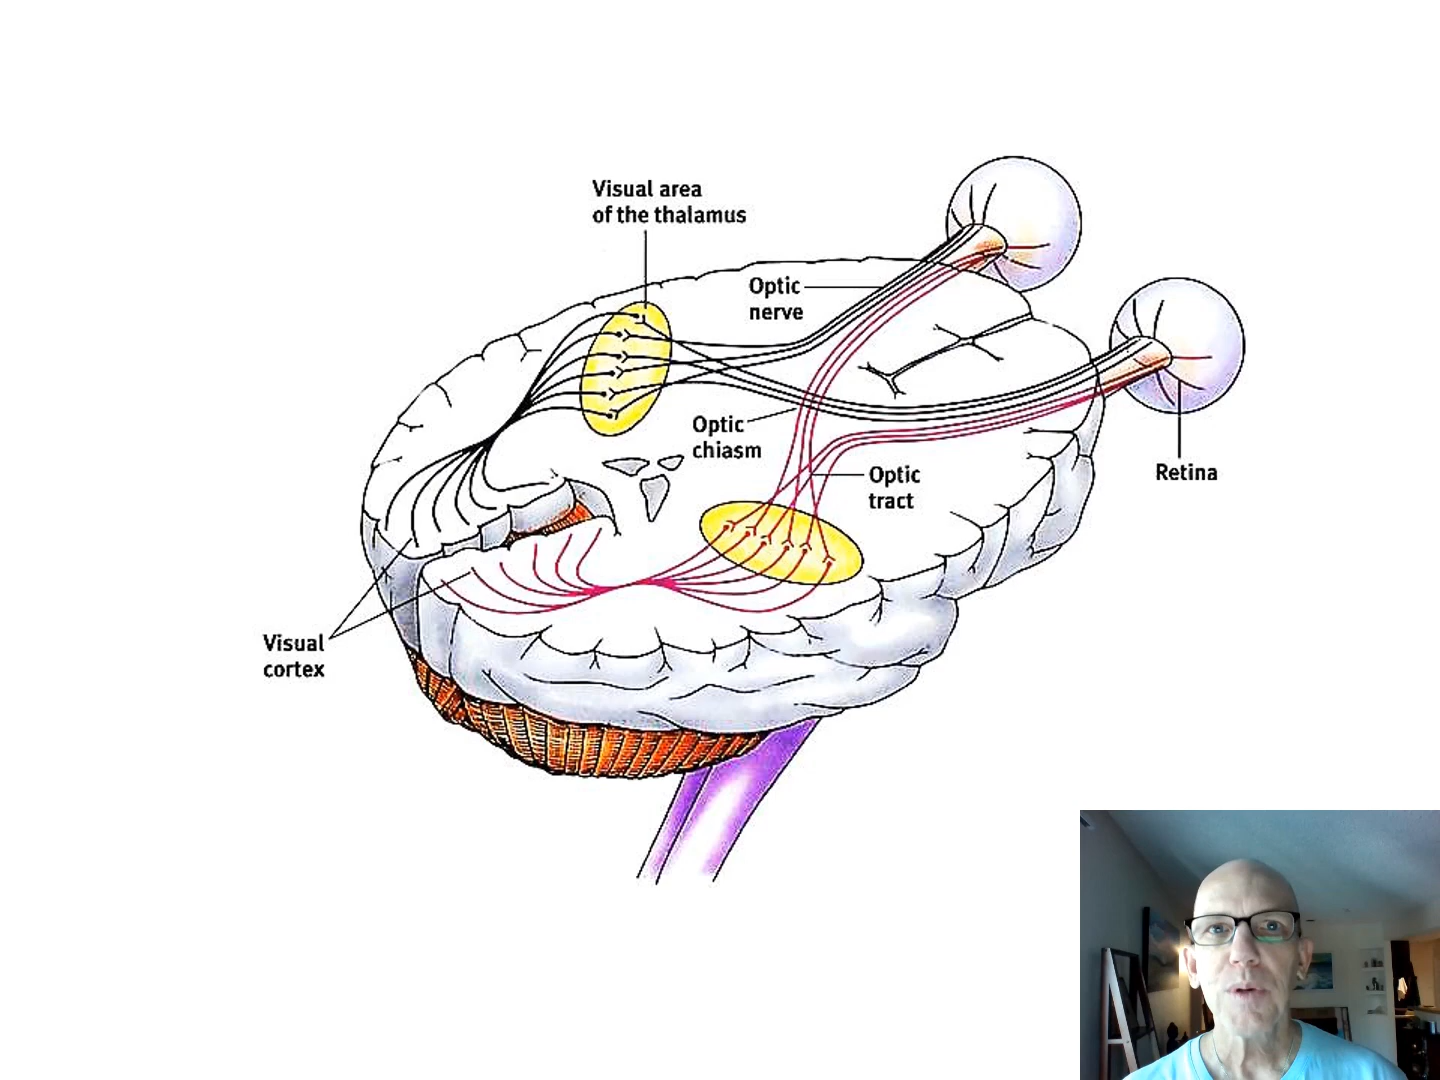 Visual area
of the thalamus
Optic
nerve
Optic
chiasm
Optic
tract
Retina
Visual
cortex